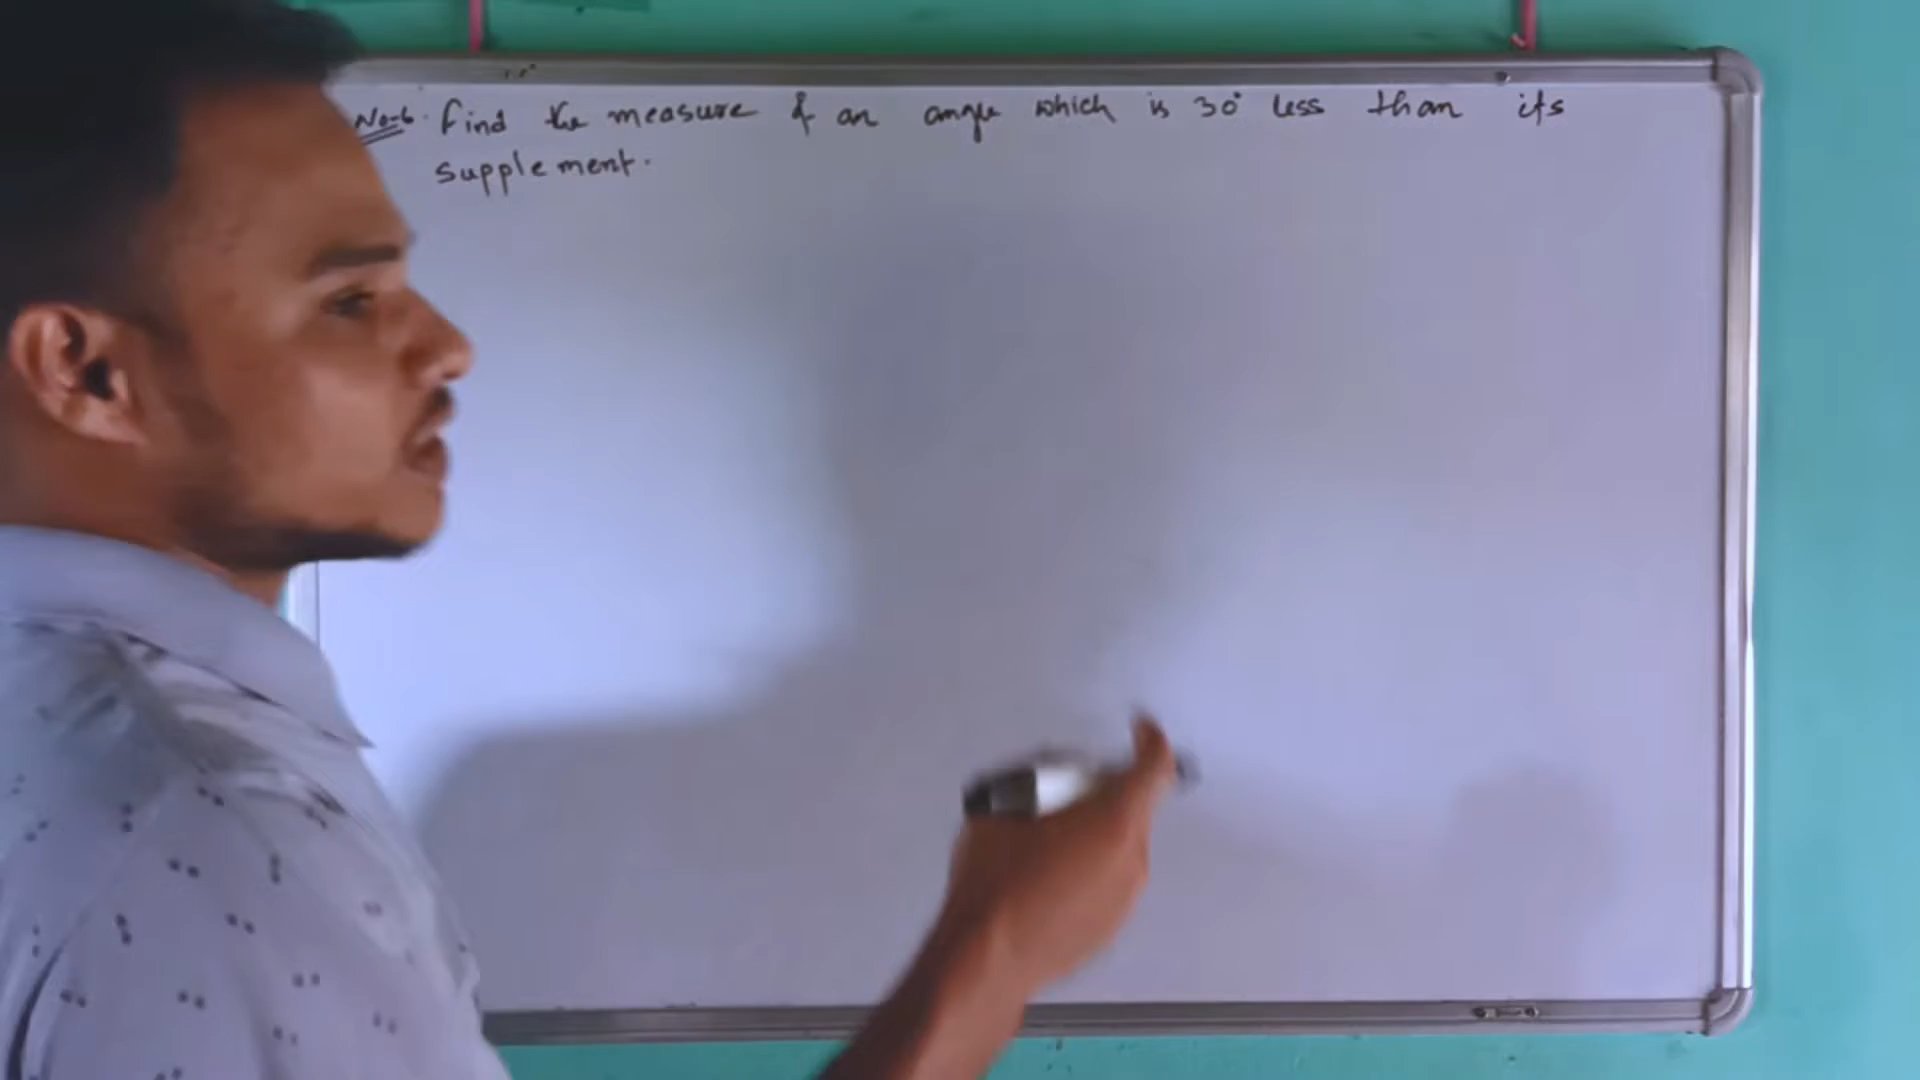 No-6. Find the measure of an angle which is 30° less than its
supplement.